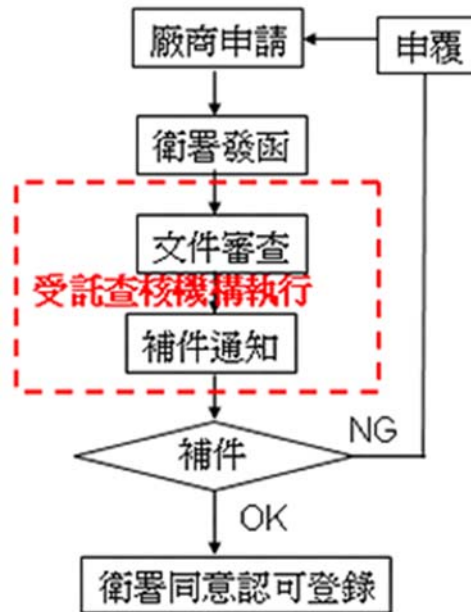 廠商申請
申覆
衛署發函
文件審查
受託查核機構執行
補件通知
補件
NG
OK
衛署同意認可登錄